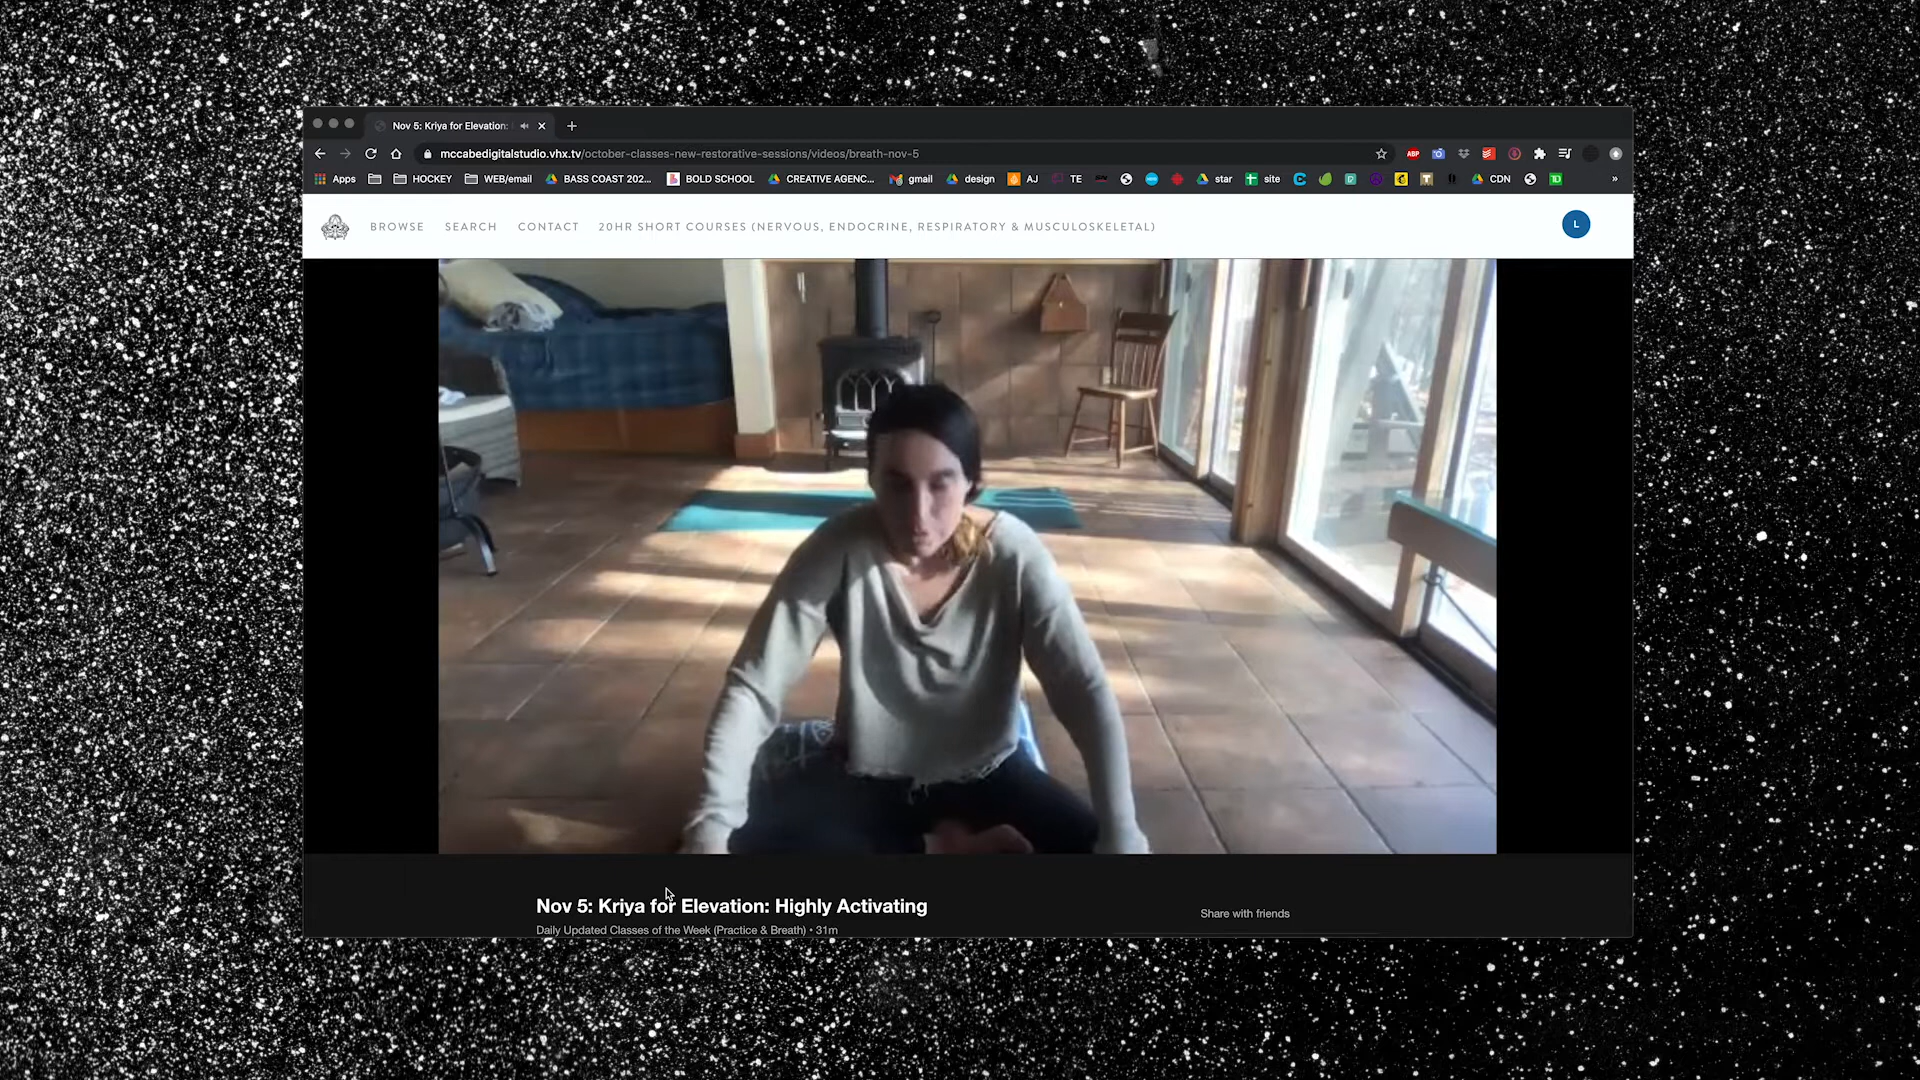 Nov 5: Kriya for Elevation:
mccabedigitalstudio.vhx.tv/october-classes-new-restorative-sessions/videos/breath-nov-5
ABP
Apps HOCKEY WEB/email BASS COAST 202... BOLD SCHOOL CREATIVE AGENC... gmail design AJ TE star site CDN TD »
BROWSE SEARCH CONTACT 20HR SHORT COURSES (NERVOUS, ENDOCRINE, RESPIRATORY & MUSCULOSKELETAL) L
Nov 5: Kriya for Elevation: Highly Activating
Share with friends
Daily Updated Classes of the Week (Practice & Breath) • 31m